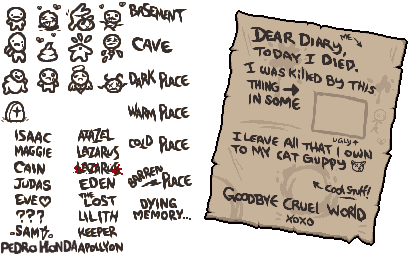 BASEMENT
CAVE
DARK PLACE
WARM PLACE
COLD PLACE
BARREN PLACE
DYING
MEMORY...
ISAAC
MAGGIE
CAIN
JUDAS
EVE♡
???
SAMSON
PEDRO HONDA
AZAZEL
LAZARUS
LAZARUS
EDEN
THE
LOST
LILITH
KEEPER
APOLLYON
DEAR DIARY,
ME
TODAY I DIED.
I WAS KILLED BY THIS
THING →
IN SOME
UGLY↑
I LEAVE ALL THAT I OWN
TO MY CAT GUPPY
↖COOL STUFF!
GOODBYE CRUEL WORLD
XOXO